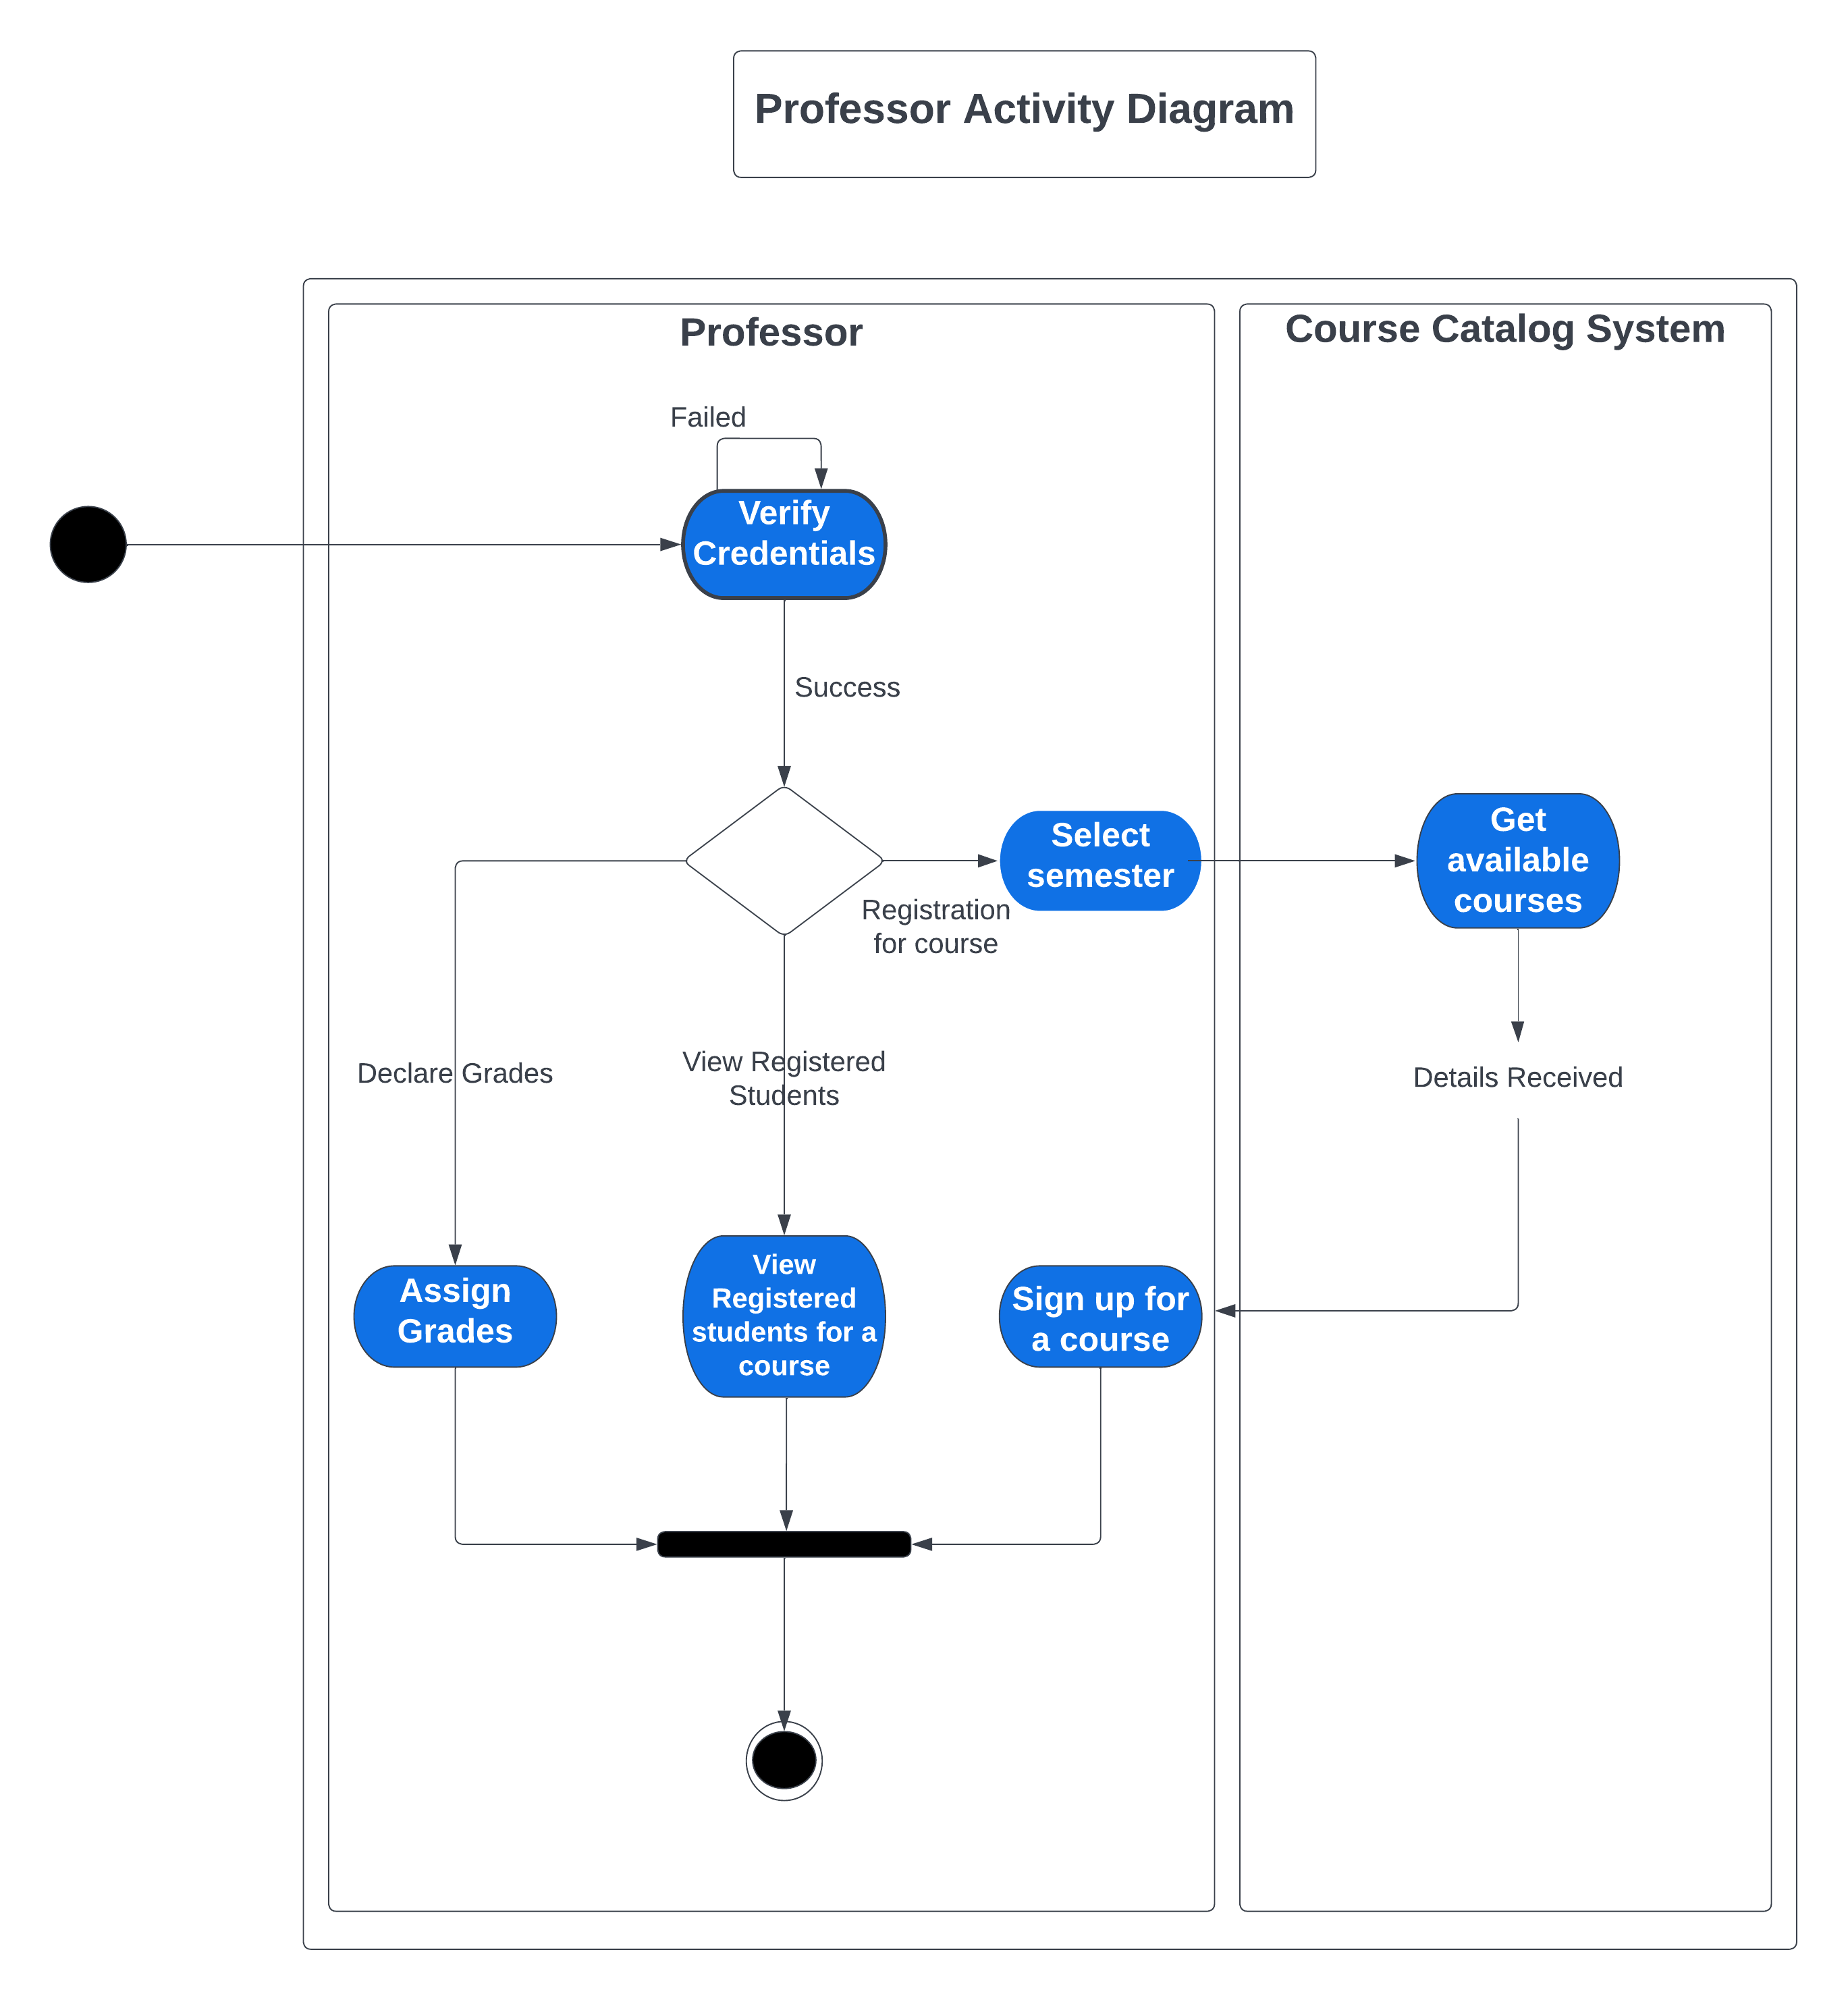 Professor Activity Diagram
Professor
Course Catalog System
Failed
Verify
Credentials
Success
Select
semester
Get
available
courses
Registration
for course
Declare Grades
View Registered
Students
Details Received
Assign
Grades
View
Registered
students for a
course
Sign up for
a course